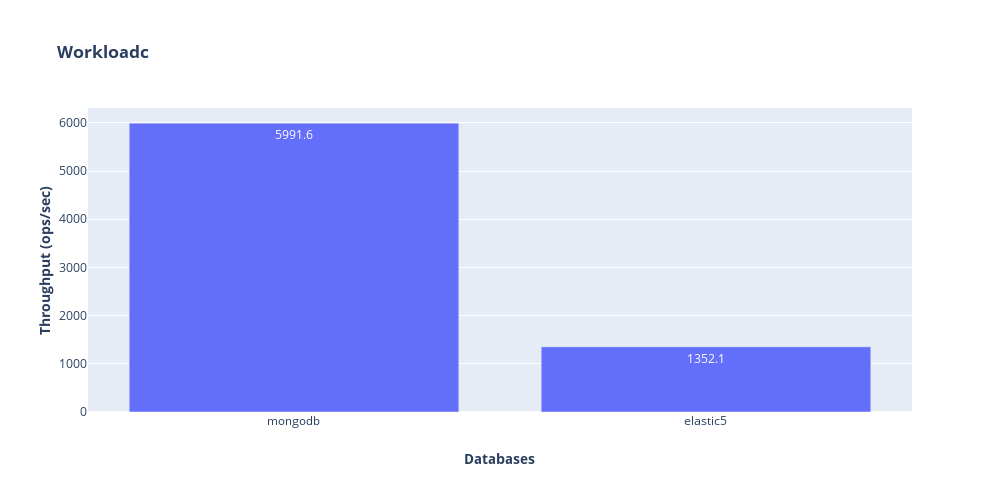 Workloadc
6000
5000
4000
3000
2000
1000
0
Throughput (ops/sec)
5991.6
1352.1
mongodb
elastic5
Databases